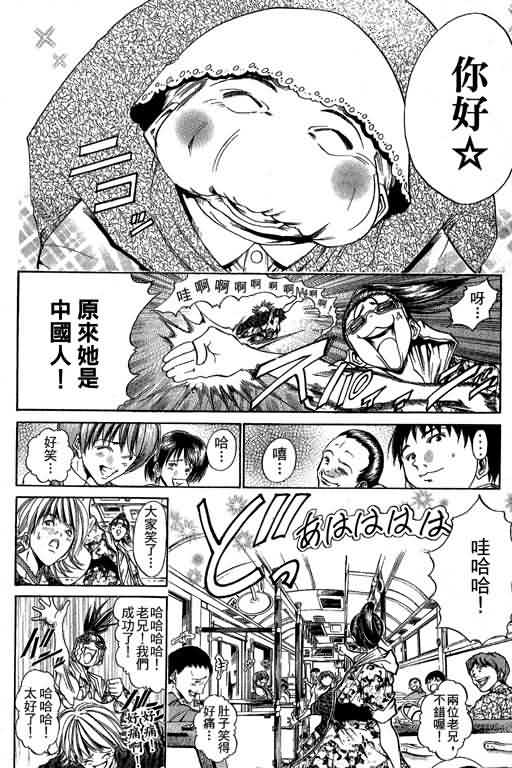 你好☆
ニコッ
呀…
哇啊啊啊啊啊啊啊
原來她是
中國人！
…
嘻…
哈…
好笑…
哇哈哈！
あははははは
ドッ
大家笑了…
兩位老兄，
不錯喔！
肚子笑得
好痛…
哈哈哈哈！
老兄！我們
成功了！
好痛！
好痛啊！
哈哈哈！
太好了！